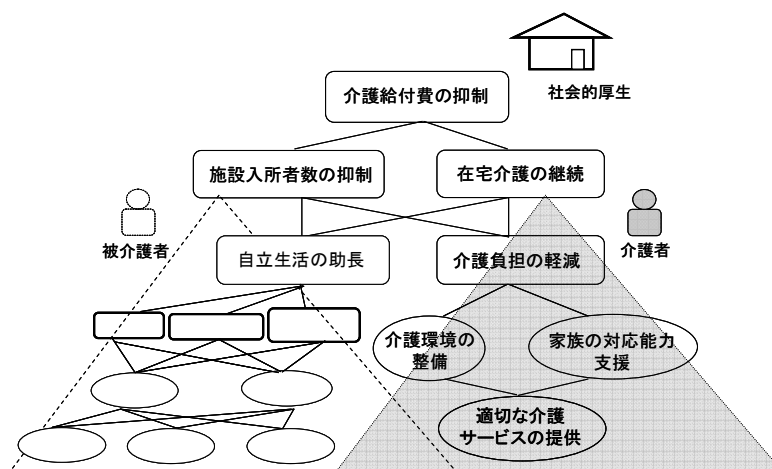 介護給付費の抑制
社会的厚生
施設入所者数の抑制
在宅介護の継続
被介護者
介護者
自立生活の助長
介護負担の軽減
介護環境の
整備
家族の対応能力
支援
適切な介護
サービスの提供